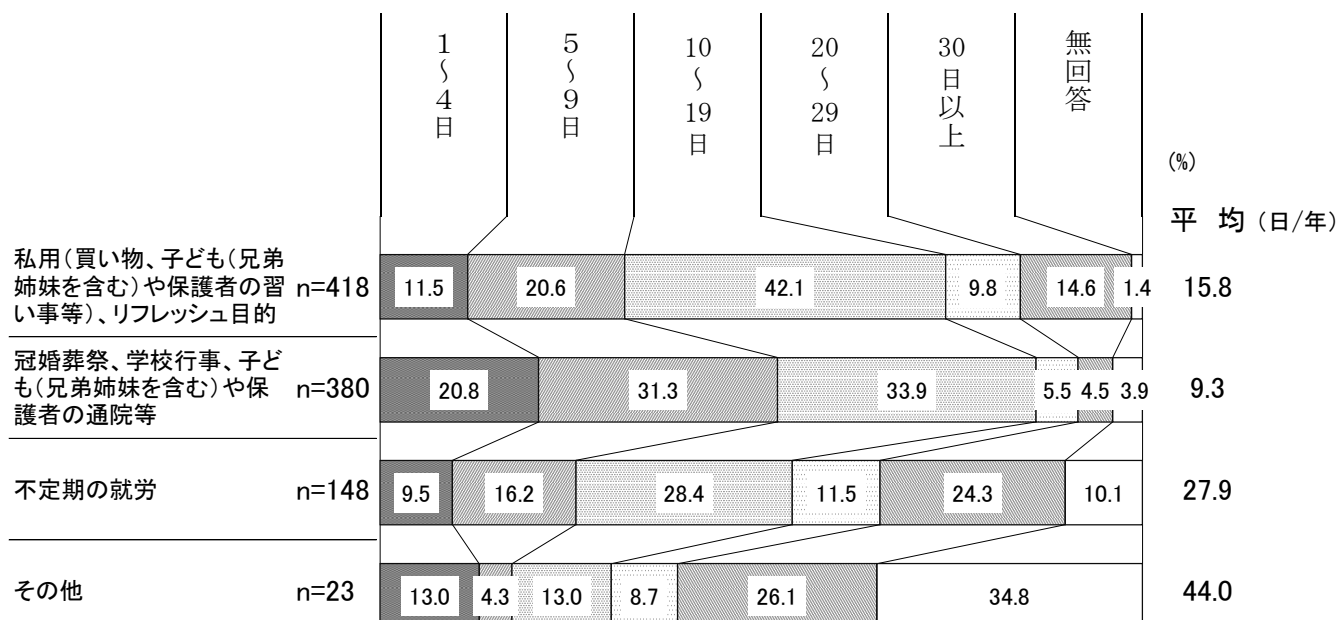 1～4日
5～9日
10～19日
20～29日
30日以上
無回答
(%)
平 均 (日/年)
私用(買い物、子ども(兄弟
姉妹を含む)や保護者の習
い事等)、リフレッシュ目的
n=418
11.5 20.6 42.1 9.8 14.6 1.4 15.8
冠婚葬祭、学校行事、子ど
も(兄弟姉妹を含む)や保
護者の通院等
n=380
20.8 31.3 33.9 5.5 4.5 3.9 9.3
不定期の就労 n=148 9.5 16.2 28.4 11.5 24.3 10.1 27.9
その他 n=23 13.0 4.3 13.0 8.7 26.1 34.8 44.0